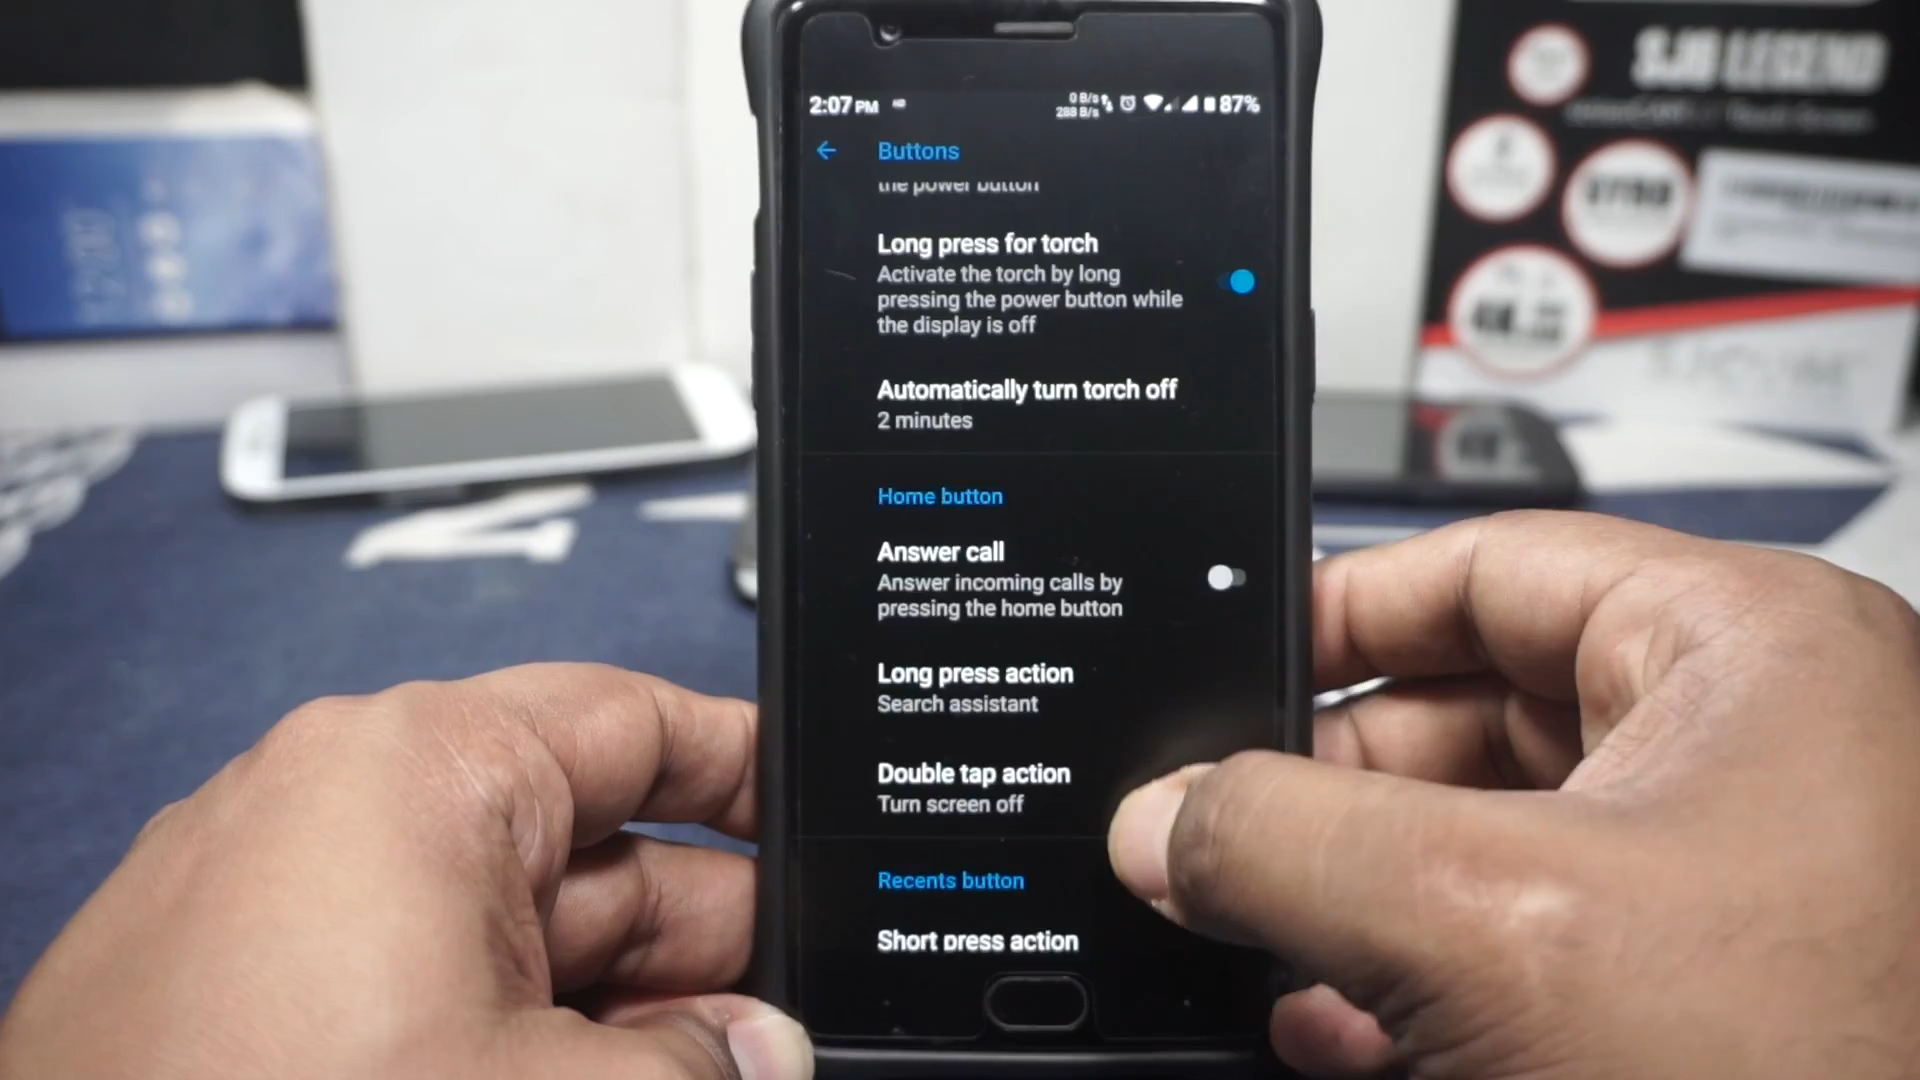 SJ8 LEGEND
2:07 PM
0 B/s
288 B/s
87%
Buttons
the power button
Long press for torch
Activate the torch by long
pressing the power button while
the display is off
Automatically turn torch off
2 minutes
Home button
Answer call
Answer incoming calls by
pressing the home button
Long press action
Search assistant
Double tap action
Turn screen off
Recents button
Short press action